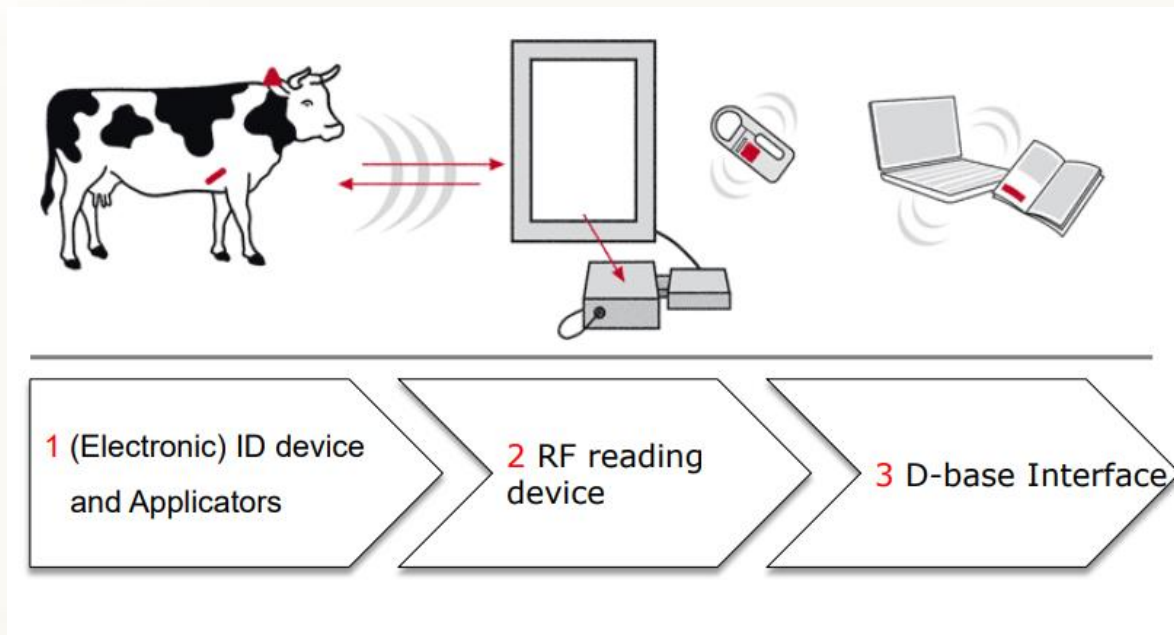 1 (Electronic) ID device
and Applicators
2 RF reading
device
3 D-base Interface